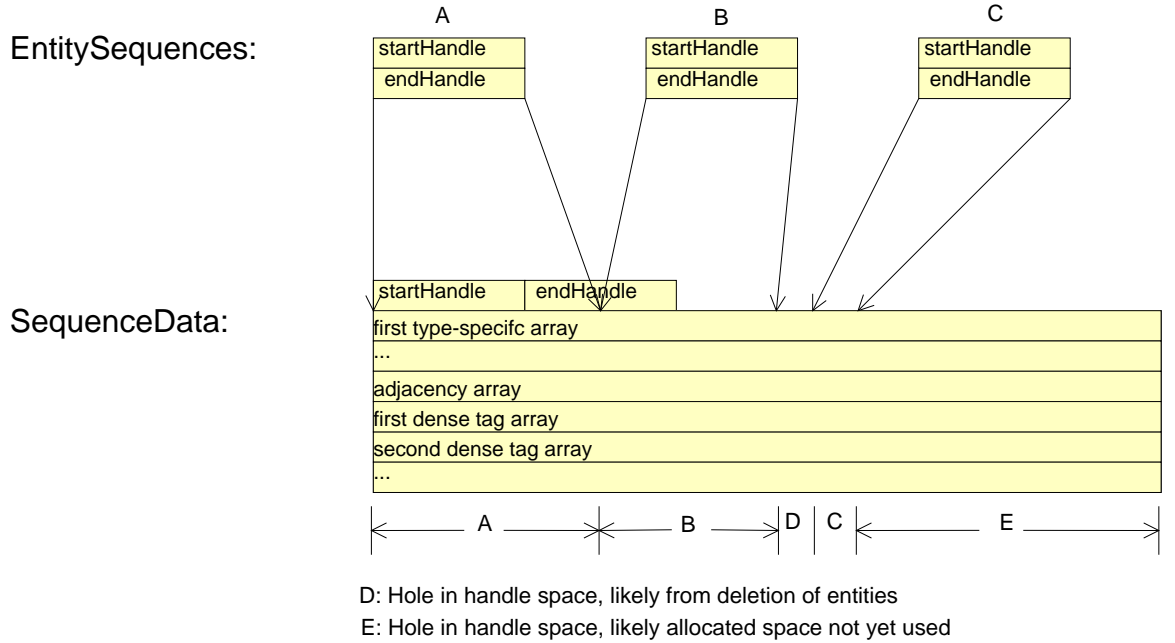 A B C
EntitySequences:
startHandle startHandle startHandle
endHandle endHandle endHandle
startHandle endHandle
SequenceData:
first type-specifc array
...
adjacency array
first dense tag array
second dense tag array
...
A B D C E
D: Hole in handle space, likely from deletion of entities
E: Hole in handle space, likely allocated space not yet used